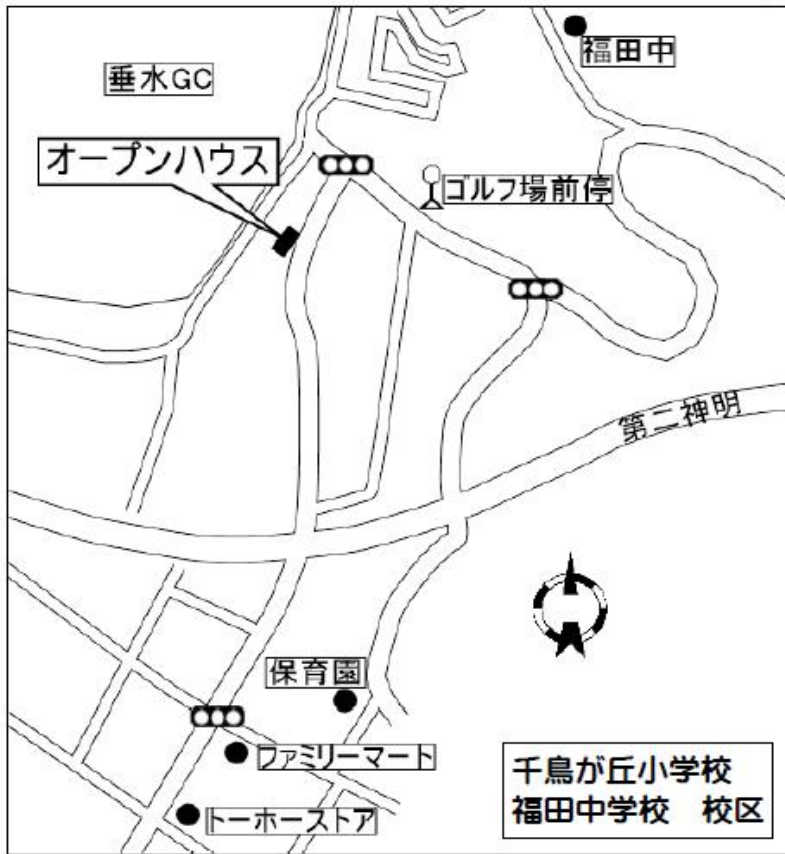 福田中
垂水GC
オープンハウス
ゴルフ場前停
第二神明
保育園
ファミリーマート
トーホーストア
千鳥が丘小学校
福田中学校 校区